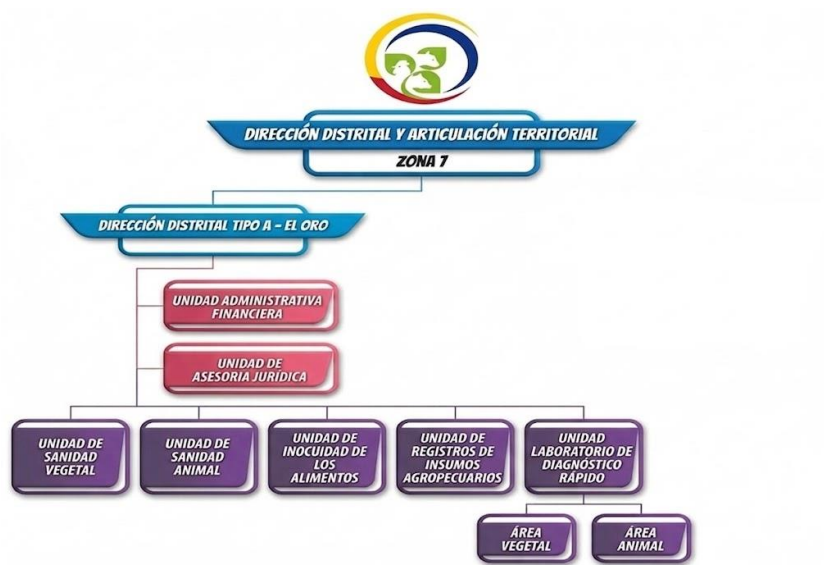 DIRECCIÓN DISTRITAL Y ARTICULACIÓN TERRITORIAL
ZONA 7
DIRECCIÓN DISTRITAL TIPO A – EL ORO
UNIDAD ADMINISTRATIVA
FINANCIERA
UNIDAD DE
ASESORIA JURÍDICA
UNIDAD DE
SANIDAD
VEGETAL
UNIDAD DE
SANIDAD
ANIMAL
UNIDAD DE
INOCUIDAD DE
LOS
ALIMENTOS
UNIDAD DE
REGISTROS DE
INSUMOS
AGROPECUARIOS
UNIDAD
LABORATORIO DE
DIAGNÓSTICO
RÁPIDO
ÁREA
VEGETAL
ÁREA
ANIMAL